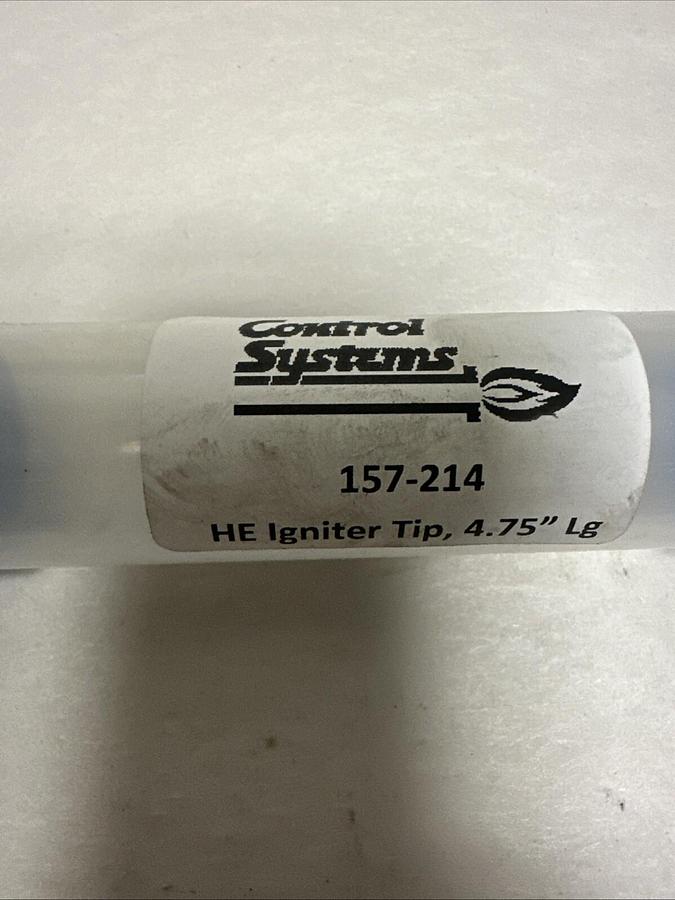 Control
Systems
157-214
HE Igniter Tip, 4.75” Lg